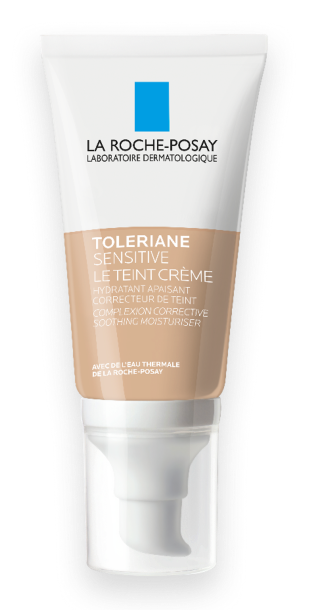 LA ROCHE-POSAY
LABORATOIRE DERMATOLOGIQUE
TOLERIANE
SENSITIVE
LE TEINT CRÈME
HYDRATANT APAISANT
CORRECTEUR DE TEINT
COMPLEXION CORRECTIVE
SOOTHING MOISTURISER
AVEC DE L'EAU THERMALE
DE LA ROCHE-POSAY